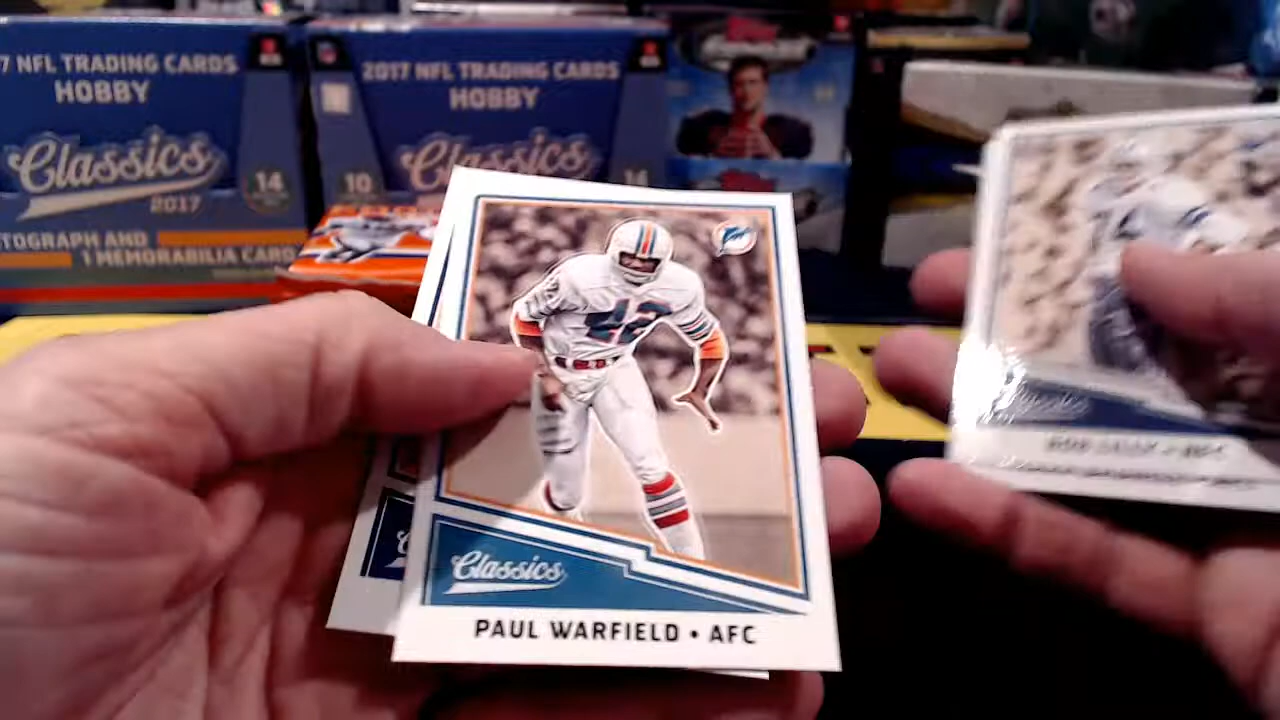 7 NFL TRADING CARDS
HOBBY
Classics
2017
14
TOGRAPH AND
1 MEMORABILIA CARD
2017 NFL TRADING CARDS
HOBBY
Classics
10
14
42
Classics
PAUL WARFIELD • AFC